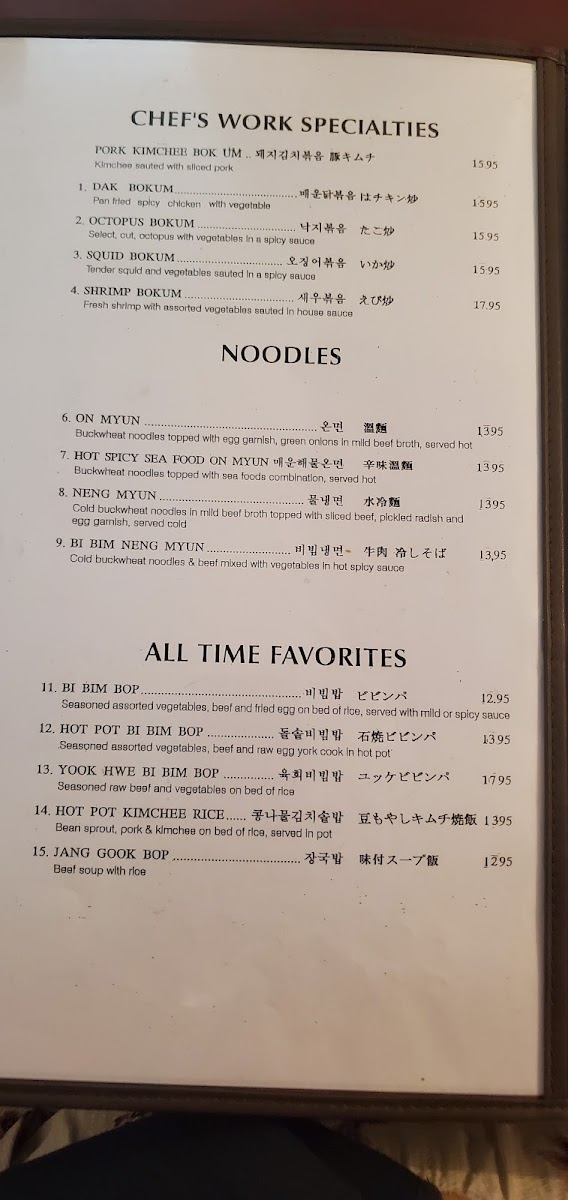 CHEF'S WORK SPECIALTIES
PORK KIMCHEE BOK UM .. 돼지김치볶음 豚キムチ 15.95
Kimchee sauted with sliced pork
1. DAK BOKUM................................매운닭볶음 はチキン炒 15.95
Pan fried spicy chicken with vegetable
2. OCTOPUS BOKUM......................... 낙지볶음 たこ炒 15.95
Select, cut, octopus with vegetables in a spicy sauce
3. SQUID BOKUM........................... 오징어볶음 いか炒 15.95
Tender squid and vegetables sauted in a spicy sauce
4. SHRIMP BOKUM ........................... 새우볶음 えび炒 17.95
Fresh shrimp with assorted vegetables sauted in house sauce
NOODLES
6. ON MYUN ........................................... 온면 溫麵 13.95
Buckwheat noodles topped with egg garnish, green onions in mild beef broth, served hot
7. HOT SPICY SEA FOOD ON MYUN 매운해물온면 辛味溫麵 13.95
Buckwheat noodles topped with sea foods combination, served hot
8. NENG MYUN ................................... 물냉면 水冷麵 13.95
Cold buckwheat noodles in mild beef broth topped with sliced beef, pickled radish and
egg garnish, served cold
9. BI BIM NENG MYUN .................... 비빔냉면 牛肉 冷しそば 13,95
Cold buckwheat noodles & beef mixed with vegetables in hot spicy sauce
ALL TIME FAVORITES
11. BI BIM BOP...................................... 비빔밥 ビビンパ 12.95
Seasoned assorted vegetables, beef and fried egg on bed of rice, served with mild or spicy sauce
12. HOT POT BI BIM BOP ................ 돌솥비빔밥 石焼ビビンパ 13.95
Seasoned assorted vegetables, beef and raw egg york cook in hot pot
13. YOOK HWE BI BIM BOP ............ 육회비빔밥 ユッケビビンパ 17.95
Seasoned raw beef and vegetables on bed of rice
14. HOT POT KIMCHEE RICE...... 콩나물김치솥밥 豆もやしキムチ焼飯 13.95
Bean sprout, pork & kimchee on bed of rice, served in pot
15. JANG GOOK BOP ............................... 장국밥 味付スープ飯 12.95
Beef soup with rice